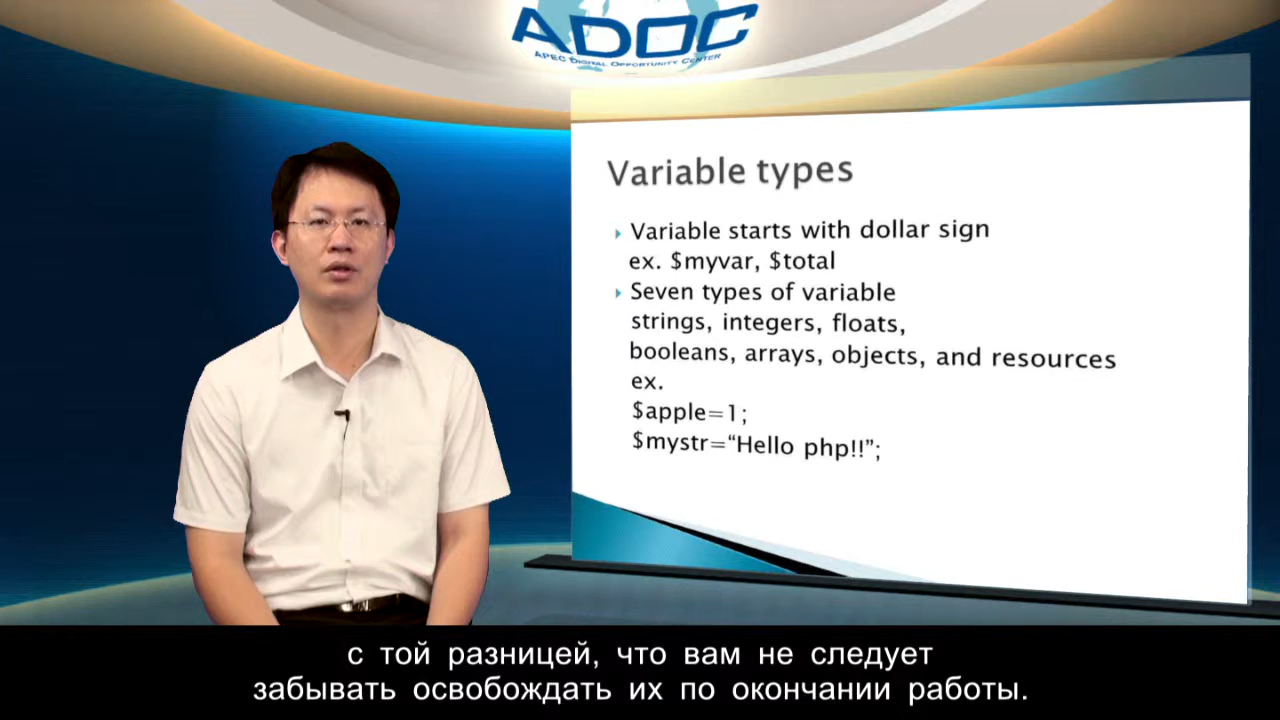 ADOC
APEC DIGITAL OPPORTUNITY CENTER
Variable types
Variable starts with dollar sign
ex. $myvar, $total
Seven types of variable
strings, integers, floats,
booleans, arrays, objects, and resources
ex.
$apple=1;
$mystr=“Hello php!!”;
с той разницей, что вам не следует
забывать освобождать их по окончании работы.